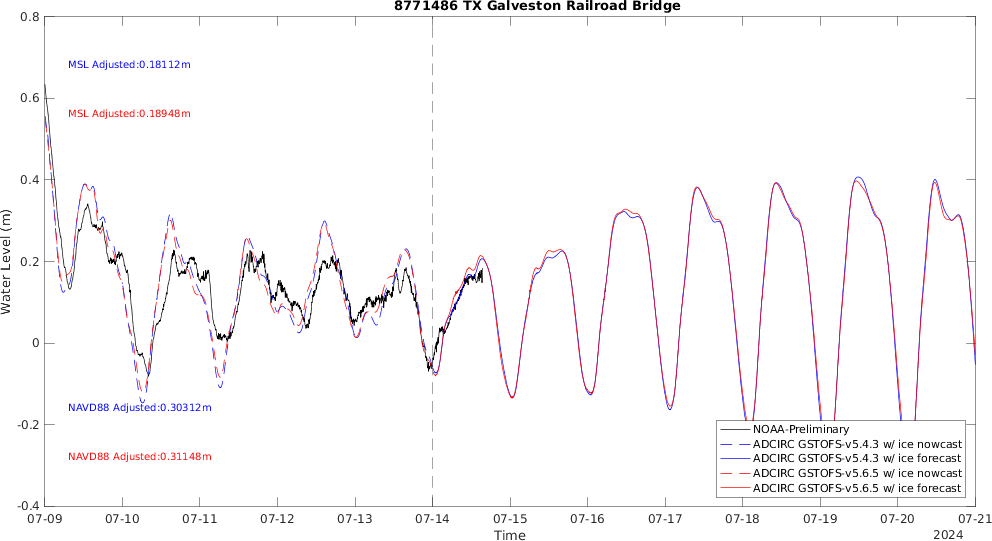 8771486 TX Galveston Railroad Bridge
0.8
0.6
0.4
0.2
0
-0.2
-0.4
Water Level (m)
MSL Adjusted:0.18112m
MSL Adjusted:0.18948m
NAVD88 Adjusted:0.30312m
NAVD88 Adjusted:0.31148m
NOAA-Preliminary
ADCIRC GSTOFS-v5.4.3 w/ ice nowcast
ADCIRC GSTOFS-v5.4.3 w/ ice forecast
ADCIRC GSTOFS-v5.6.5 w/ ice nowcast
ADCIRC GSTOFS-v5.6.5 w/ ice forecast
07-09 07-10 07-11 07-12 07-13 07-14 07-15 07-16 07-17 07-18 07-19 07-20 07-21
Time
2024